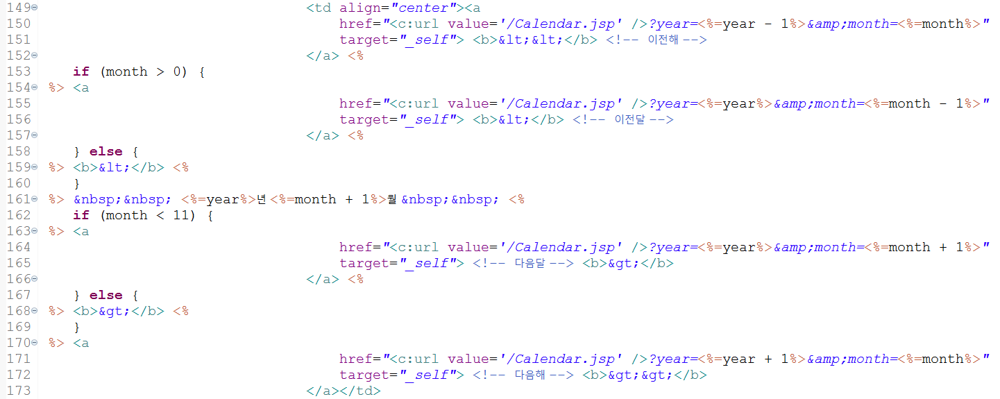 149 <td align="center"><a
150 href="<c:url value='/Calendar.jsp' />?year=<%=year - 1%>&amp;month=<%=month%>"
151 target="_self"> <b>&lt;&lt;</b> <!-- 이전해 -->
152 </a> <%
153 if (month > 0) {
154 %> <a
155 href="<c:url value='/Calendar.jsp' />?year=<%=year%>&amp;month=<%=month - 1%>"
156 target="_self"> <b>&lt;</b> <!-- 이전달 -->
157 </a> <%
158 } else {
159 %> <b>&lt;</b> <%
160 }
161 %> &nbsp;&nbsp; <%=year%>년 <%=month + 1%>월 &nbsp;&nbsp; <%
162 if (month < 11) {
163 %> <a
164 href="<c:url value='/Calendar.jsp' />?year=<%=year%>&amp;month=<%=month + 1%>"
165 target="_self"> <!-- 다음달 --> <b>&gt;</b>
166 </a> <%
167 } else {
168 %> <b>&gt;</b> <%
169 }
170 %> <a
171 href="<c:url value='/Calendar.jsp' />?year=<%=year + 1%>&amp;month=<%=month%>"
172 target="_self"> <!-- 다음해 --> <b>&gt;&gt;</b>
173 </a></td>